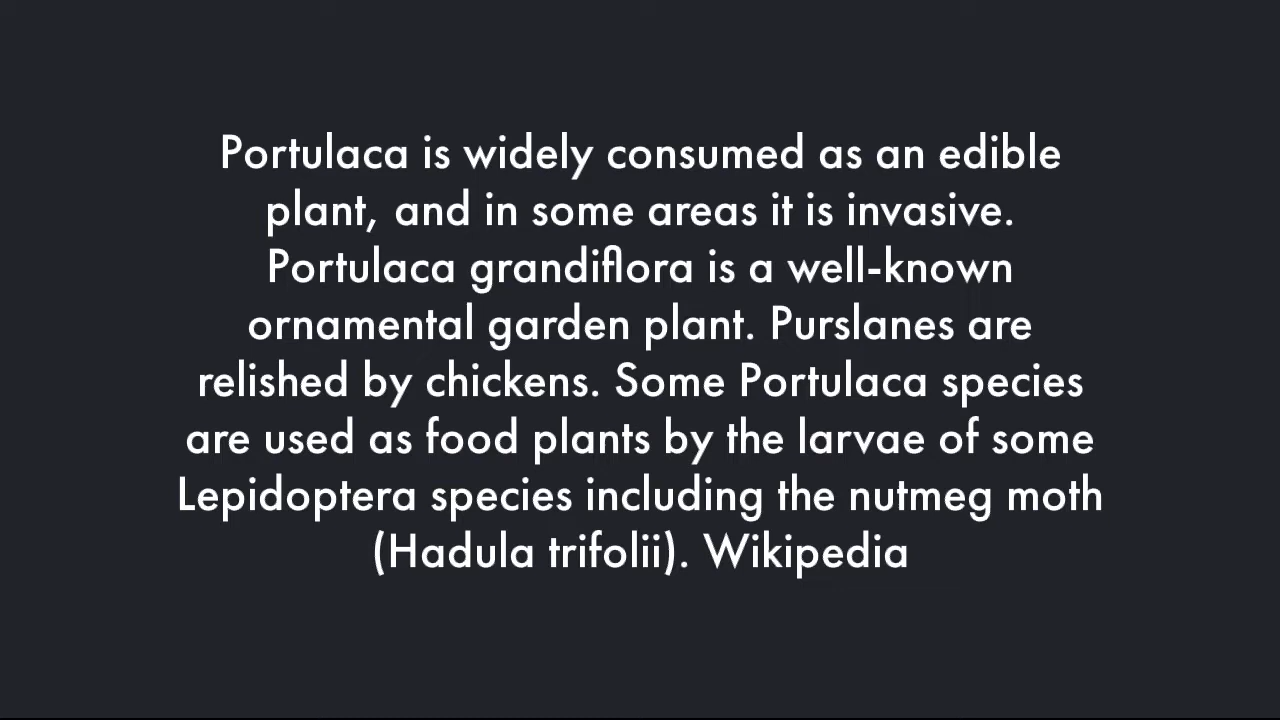 Portulaca is widely consumed as an edible
plant, and in some areas it is invasive.
Portulaca grandiflora is a well-known
ornamental garden plant. Purslanes are
relished by chickens. Some Portulaca species
are used as food plants by the larvae of some
Lepidoptera species including the nutmeg moth
(Hadula trifolii). Wikipedia